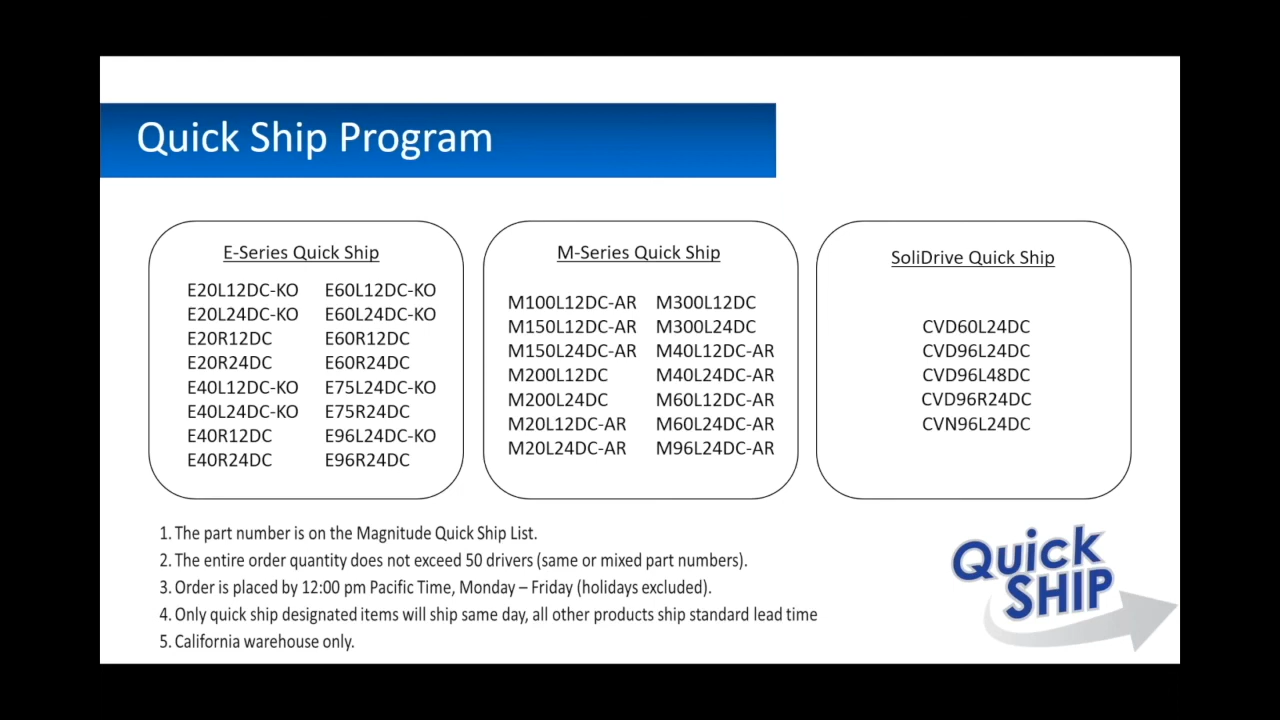 Quick Ship Program
E-Series Quick Ship
E20L12DC-KO E60L12DC-KO
E20L24DC-KO E60L24DC-KO
E20R12DC E60R12DC
E20R24DC E60R24DC
E40L12DC-KO E75L24DC-KO
E40L24DC-KO E75R24DC
E40R12DC E96L24DC-KO
E40R24DC E96R24DC
M-Series Quick Ship
M100L12DC-AR M300L12DC
M150L12DC-AR M300L24DC
M150L24DC-AR M40L12DC-AR
M200L12DC M40L24DC-AR
M200L24DC M60L12DC-AR
M20L12DC-AR M60L24DC-AR
M20L24DC-AR M96L24DC-AR
SoliDrive Quick Ship
CVD60L24DC
CVD96L24DC
CVD96L48DC
CVD96R24DC
CVN96L24DC
1. The part number is on the Magnitude Quick Ship List.
2. The entire order quantity does not exceed 50 drivers (same or mixed part numbers).
3. Order is placed by 12:00 pm Pacific Time, Monday – Friday (holidays excluded).
4. Only quick ship designated items will ship same day, all other products ship standard lead time
5. California warehouse only.
Quick
SHIP